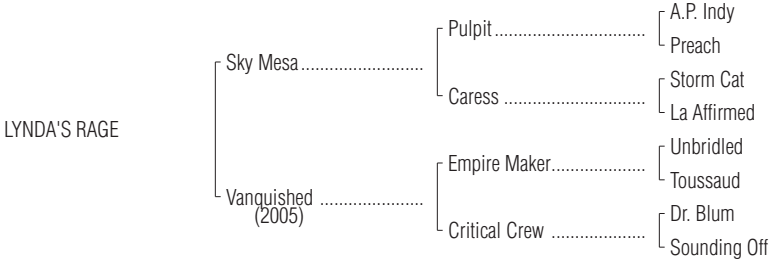 A.P. Indy
Pulpit..............................
Preach
Sky Mesa........................
Storm Cat
Caress ............................
La Affirmed
LYNDA'S RAGE
Unbridled
Empire Maker...................
Toussaud
Vanquished ....................
(2005)
Dr. Blum
Critical Crew ...................
Sounding Off